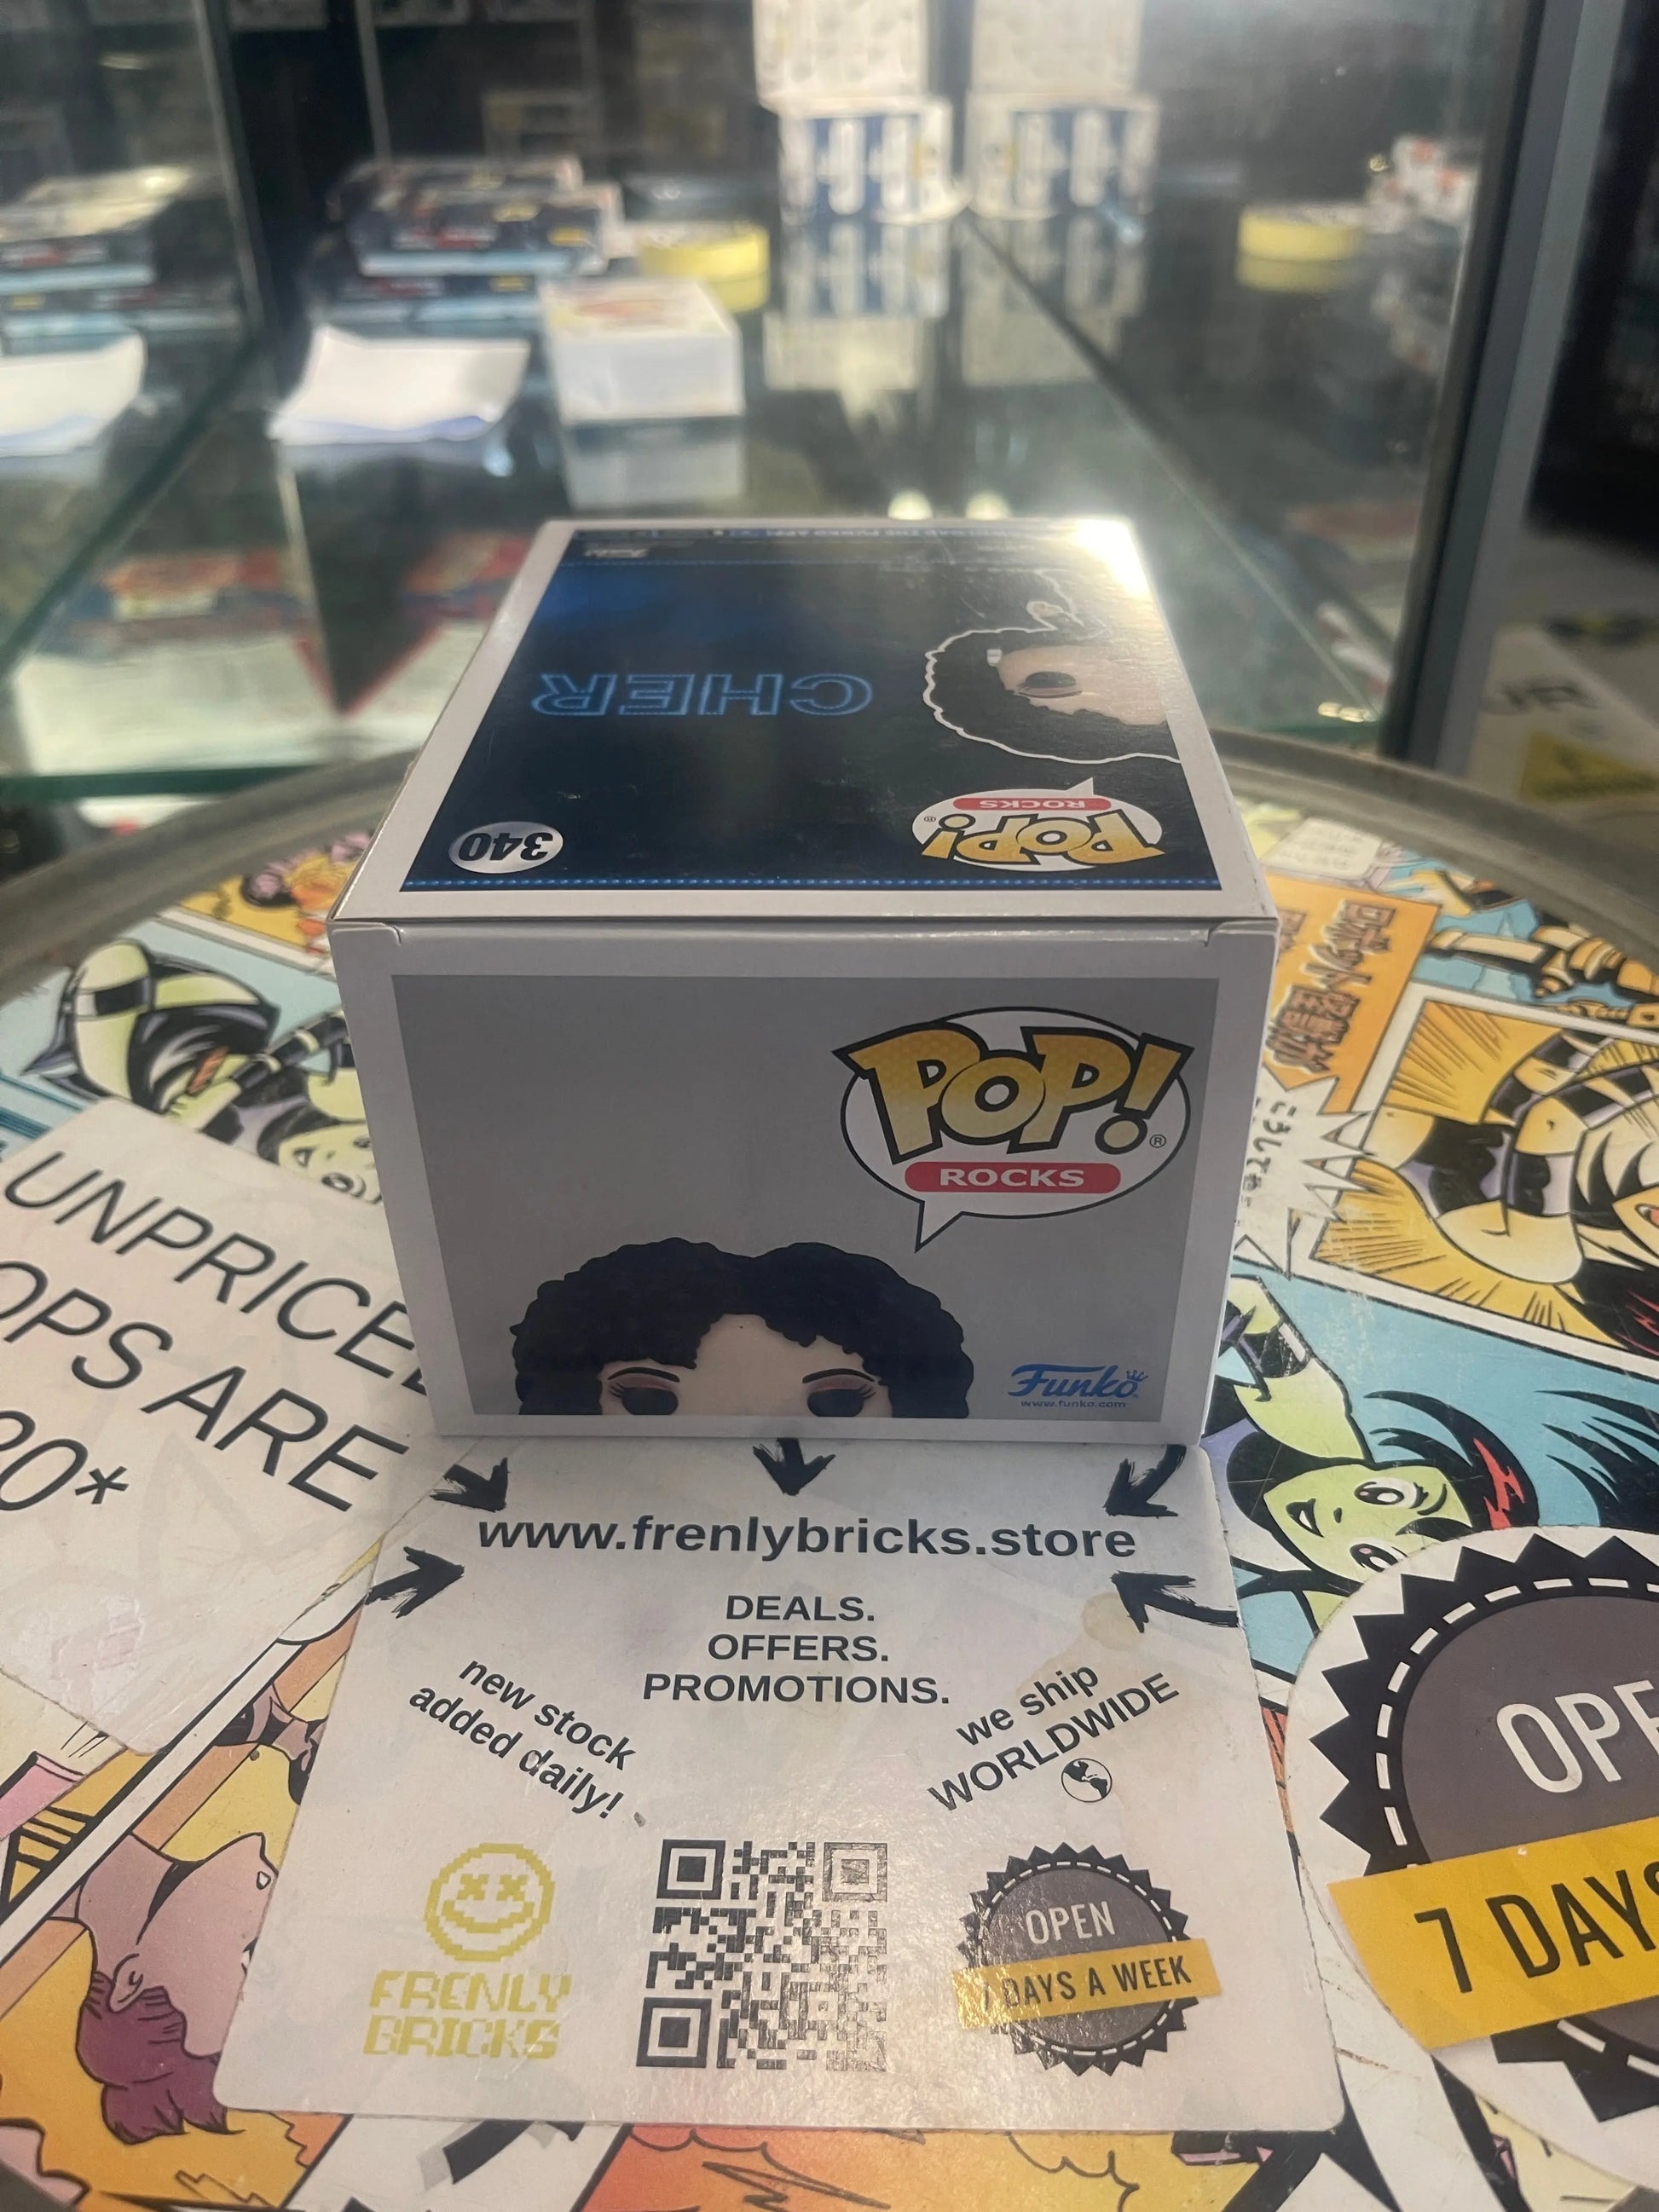 CHER
ROCKS
POP!
340
POP!
®
ROCKS
Funko
www.funko.com
UNPRICED
OPS ARE
20*
www.frenlybricks.store
DEALS.
OFFERS.
PROMOTIONS.
new stock
added daily!
we ship
WORLDWIDE
FRENLY
BRICKS
OPEN
7 DAYS A WEEK
OPE
7 DAYS